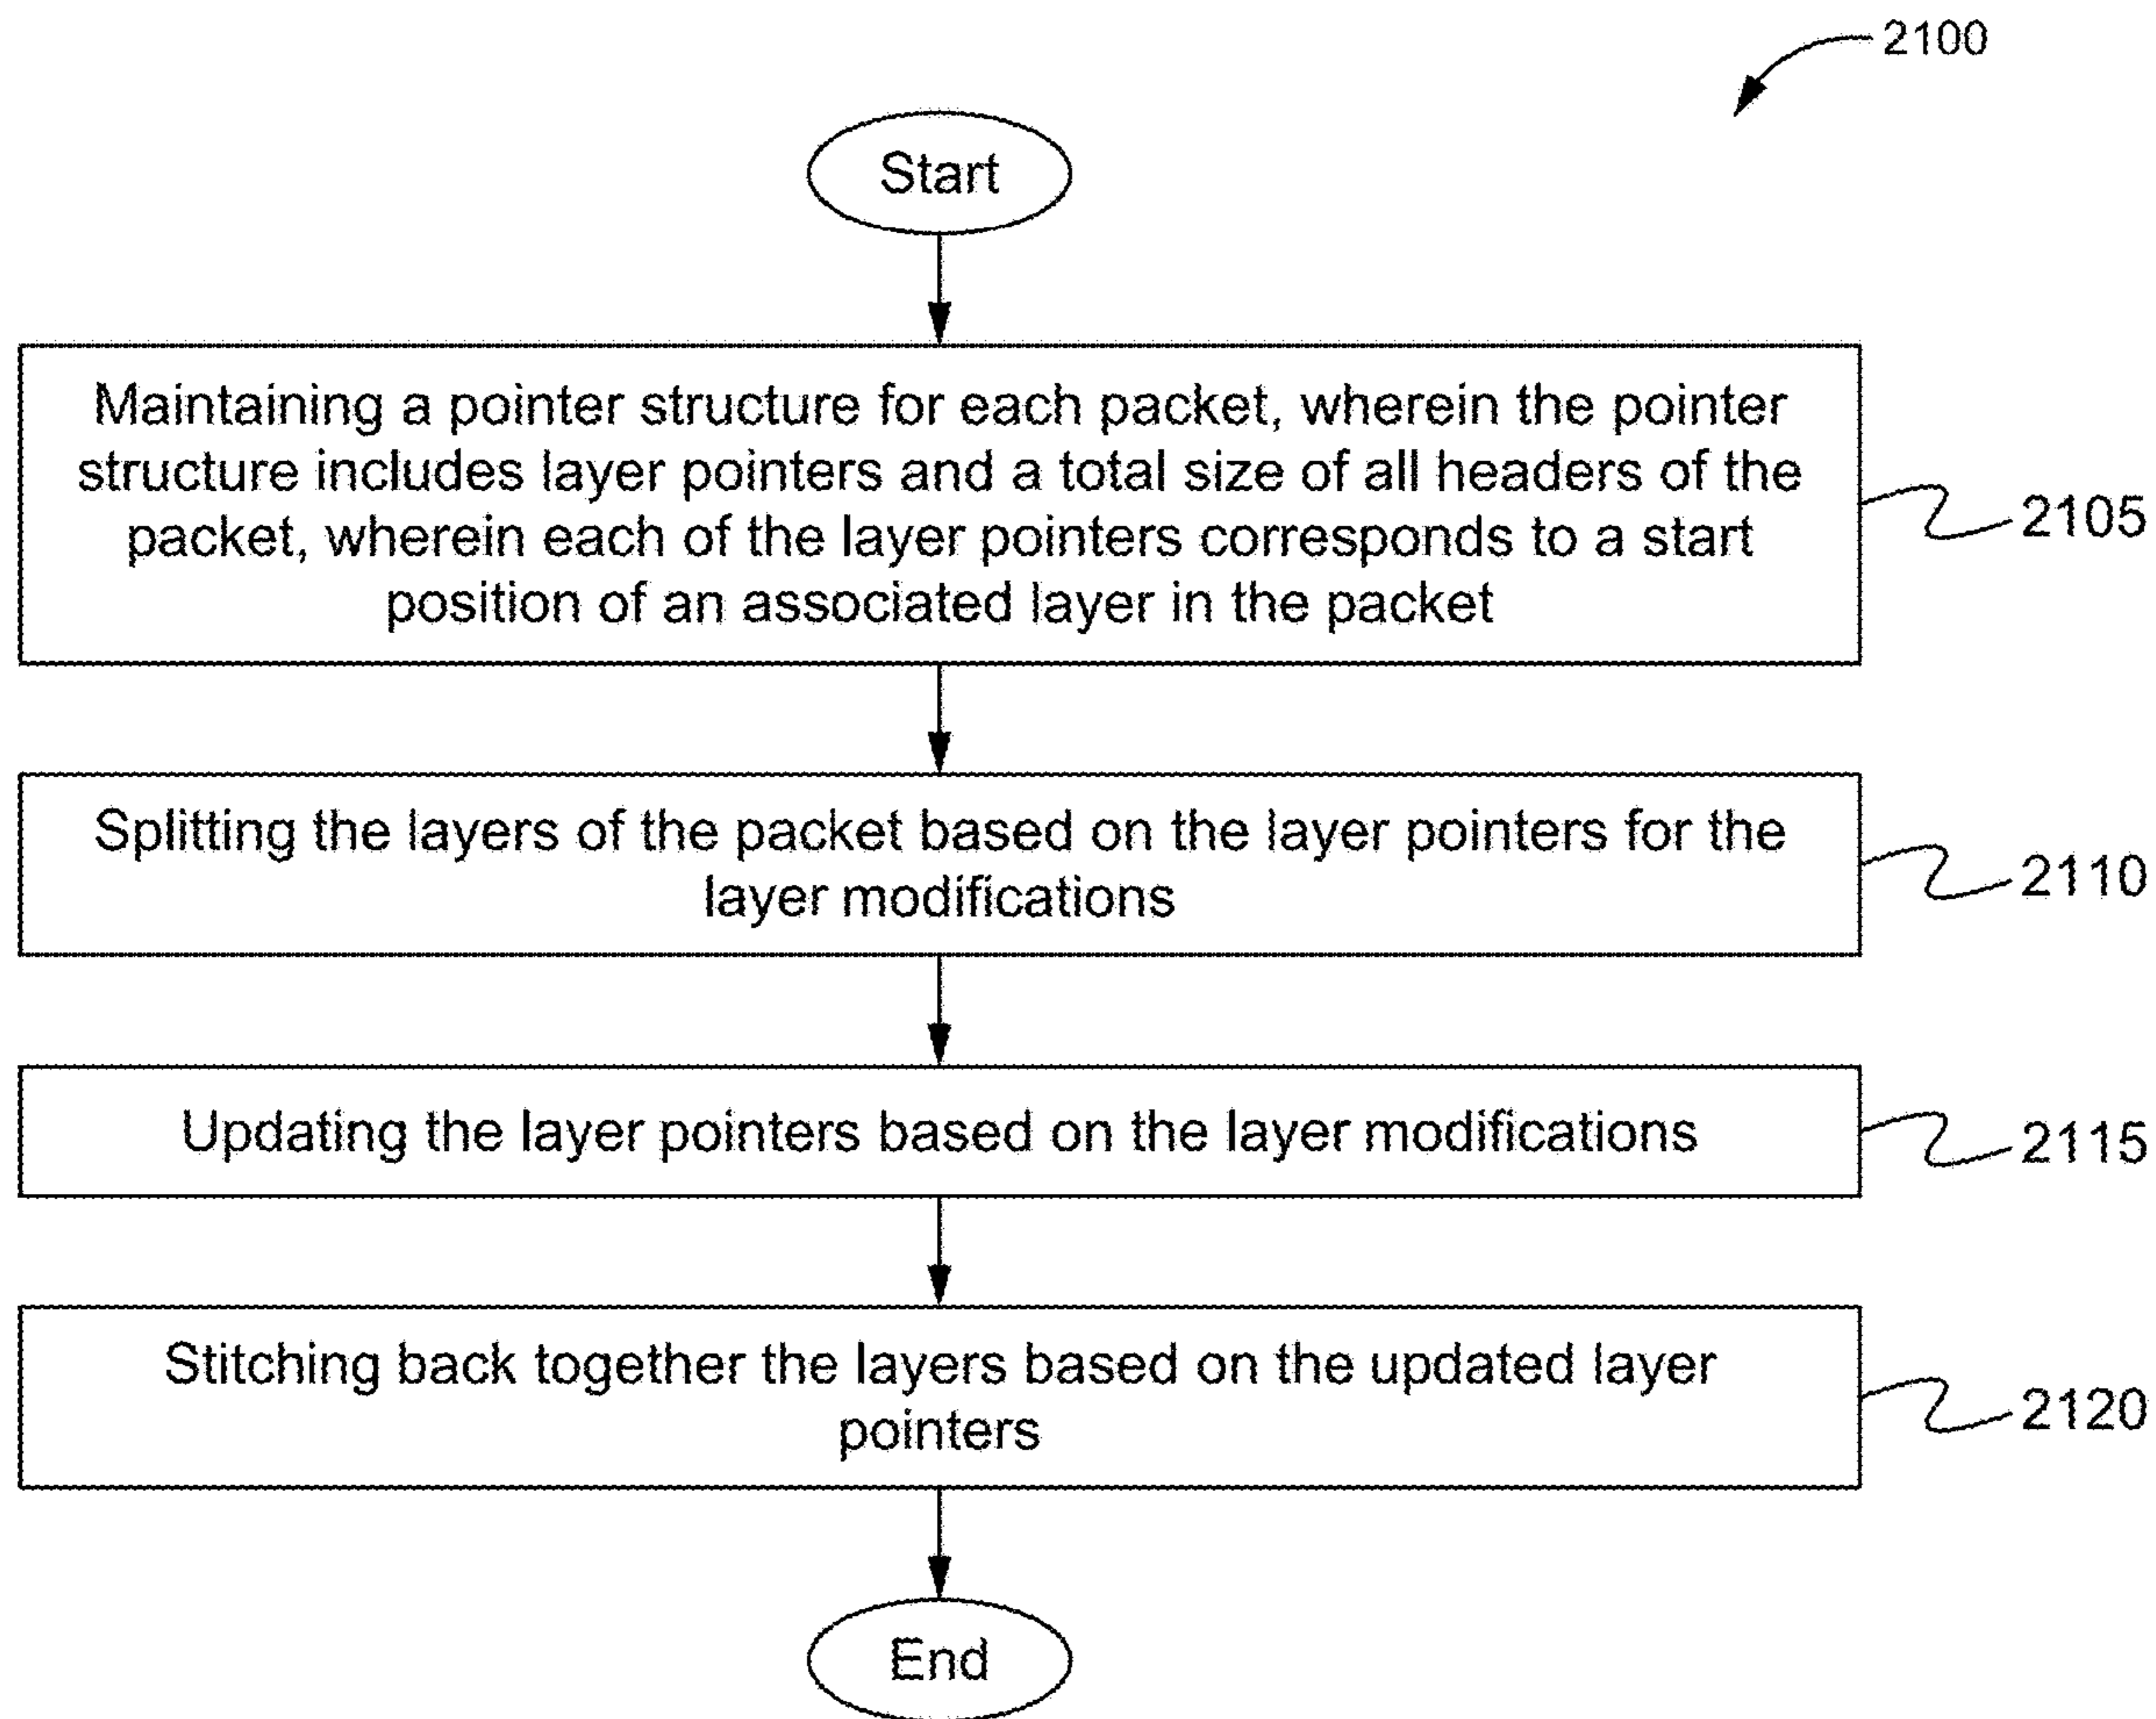 2100
Start
Maintaining a pointer structure for each packet, wherein the pointer
structure includes layer pointers and a total size of all headers of the
packet, wherein each of the layer pointers corresponds to a start
position of an associated layer in the packet
2105
Splitting the layers of the packet based on the layer pointers for the
layer modifications
2110
Updating the layer pointers based on the layer modifications
2115
Stitching back together the layers based on the updated layer
pointers
2120
End